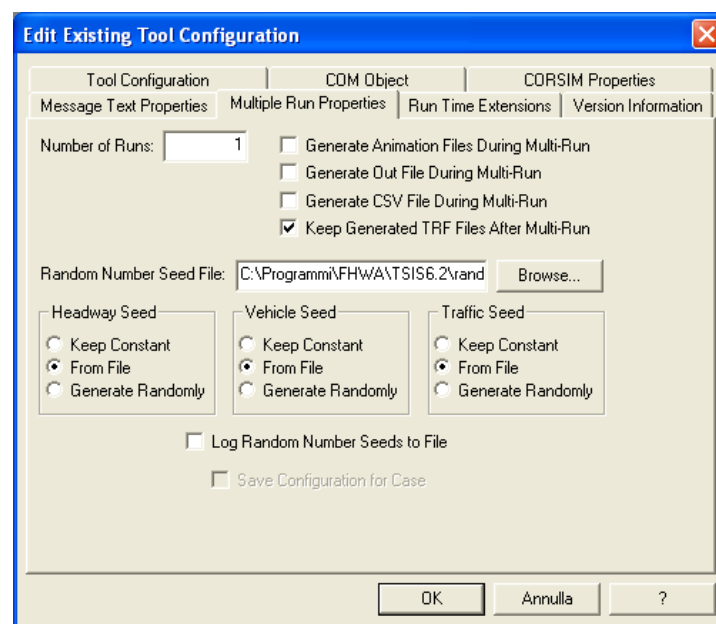 Edit Existing Tool Configuration
Tool Configuration COM Object CORSIM Properties
Message Text Properties Multiple Run Properties Run Time Extensions Version Information
Number of Runs: 1
Generate Animation Files During Multi-Run
Generate Out File During Multi-Run
Generate CSV File During Multi-Run
Keep Generated TRF Files After Multi-Run
Random Number Seed File: C:\Programmi\FHWA\TSIS6.2\rand Browse...
Headway Seed Vehicle Seed Traffic Seed
Keep Constant Keep Constant Keep Constant
From File From File From File
Generate Randomly Generate Randomly Generate Randomly
Log Random Number Seeds to File
Save Configuration for Case
OK Annulla ?